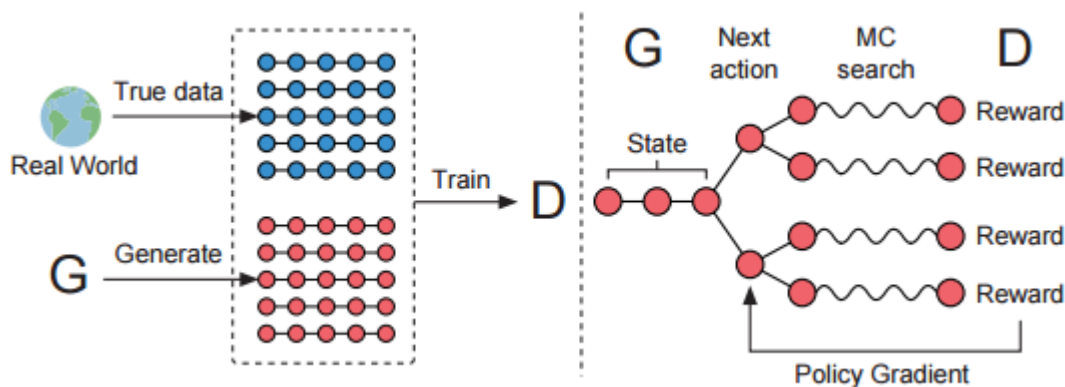 True data
Real World
G
Generate
Train
D
G
Next
action
MC
search
D
State
Reward
Reward
Reward
Reward
Policy Gradient